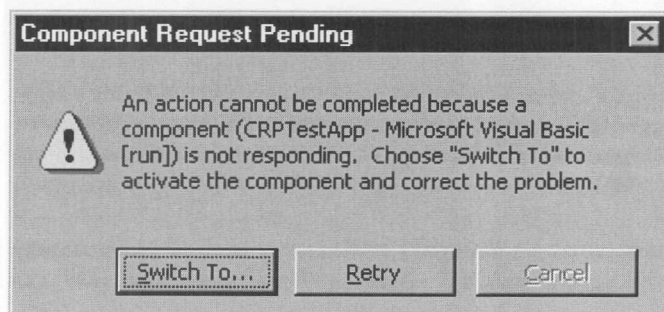 Component Request Pending
An action cannot be completed because a
component (CRPTestApp - Microsoft Visual Basic
[run]) is not responding.  Choose "Switch To" to
activate the component and correct the problem.
Switch To...
Retry
Cancel